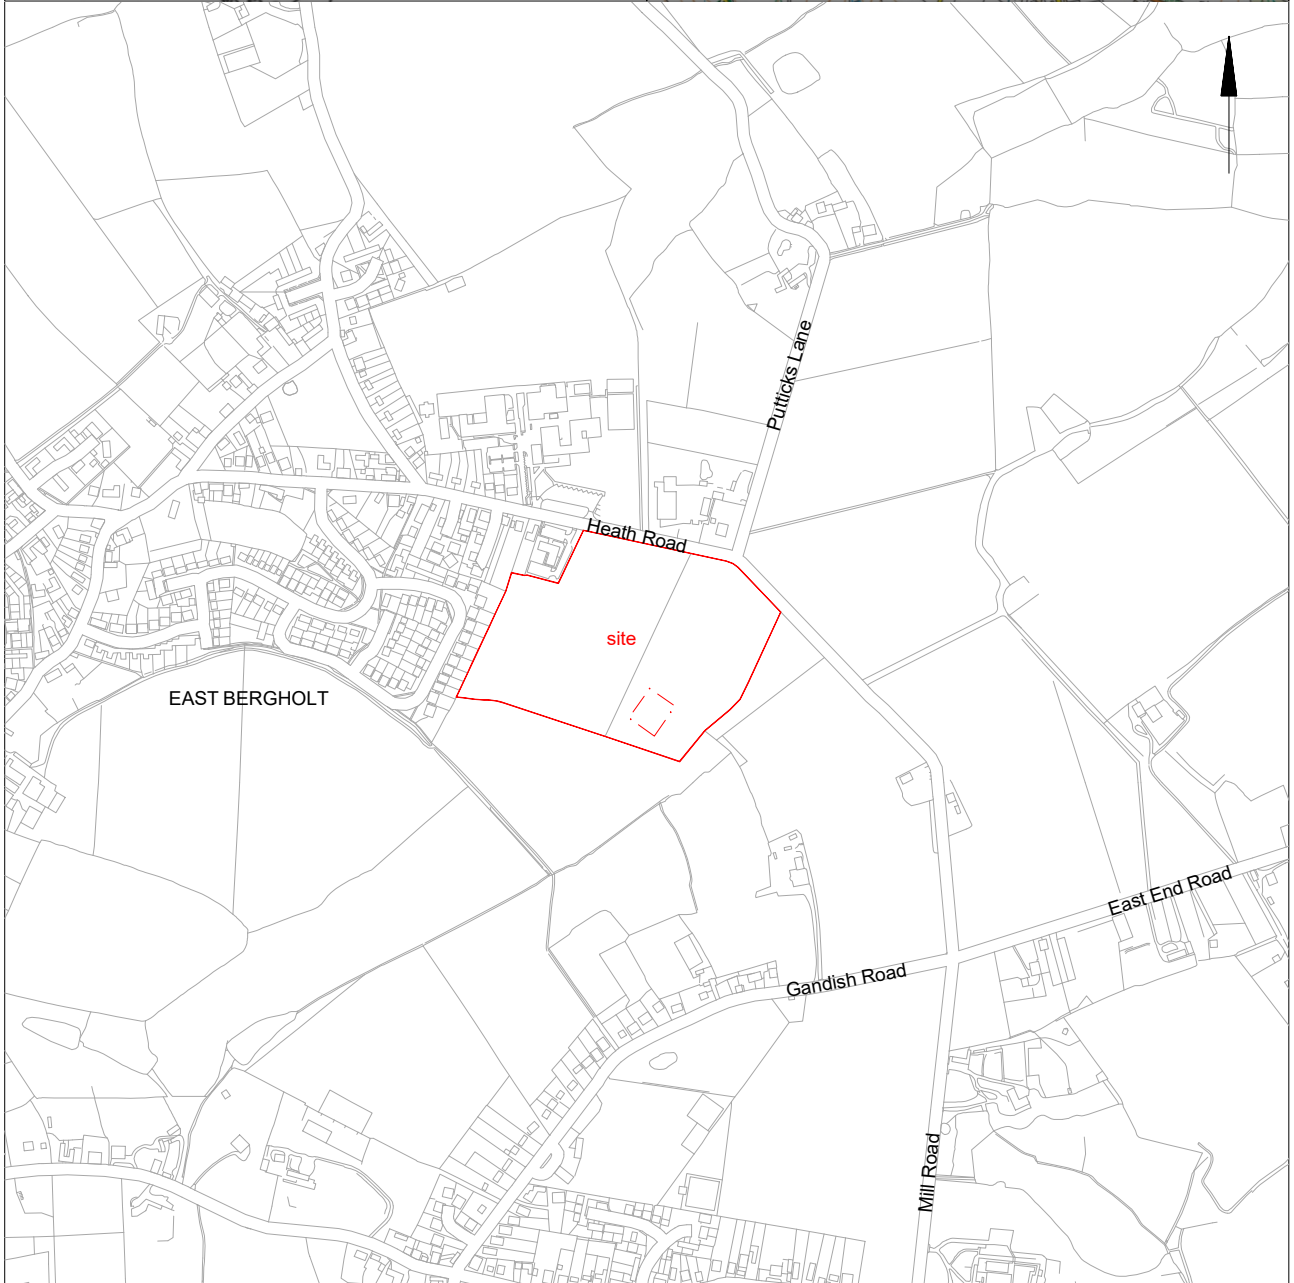 Putticks Lane
Heath Road
site
EAST BERGHOLT
East End Road
Gandish Road
Mill Road